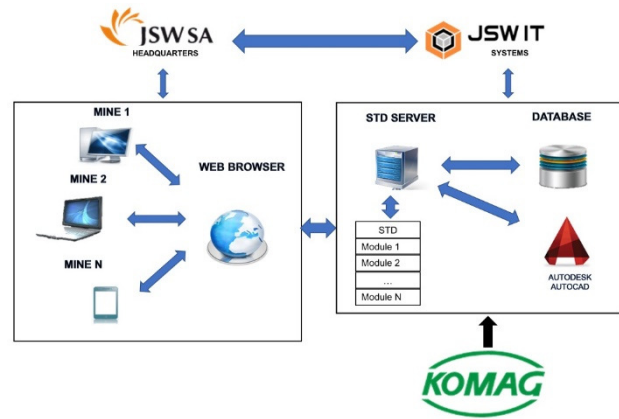 JSW SA
HEADQUARTERS
JSW IT
SYSTEMS
MINE 1
MINE 2
MINE N
WEB BROWSER
STD SERVER
DATABASE
STD
Module 1
Module 2
...
Module N
AUTODESK
AUTOCAD
KOMAG